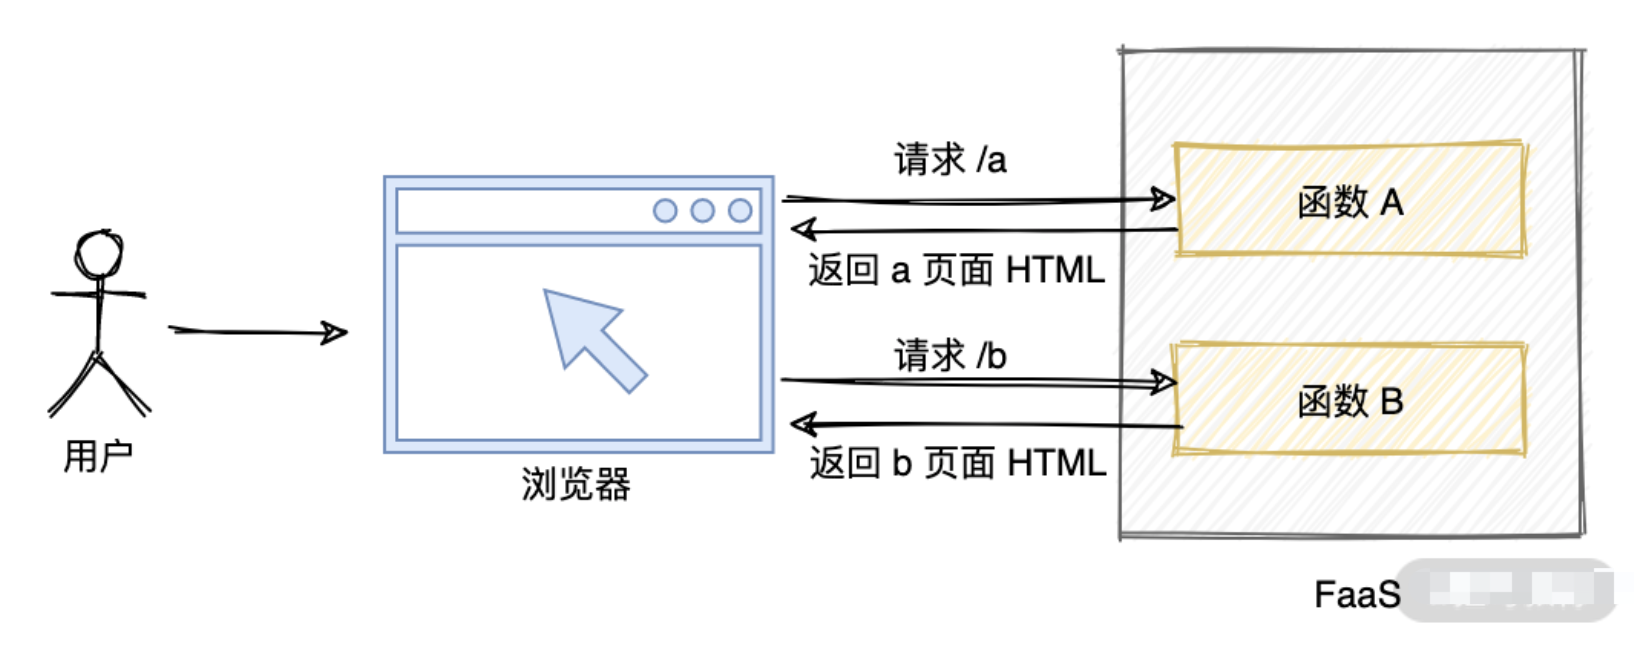 请求 /a
函数 A
返回 a 页面 HTML
请求 /b
函数 B
返回 b 页面 HTML
用户
浏览器
FaaS